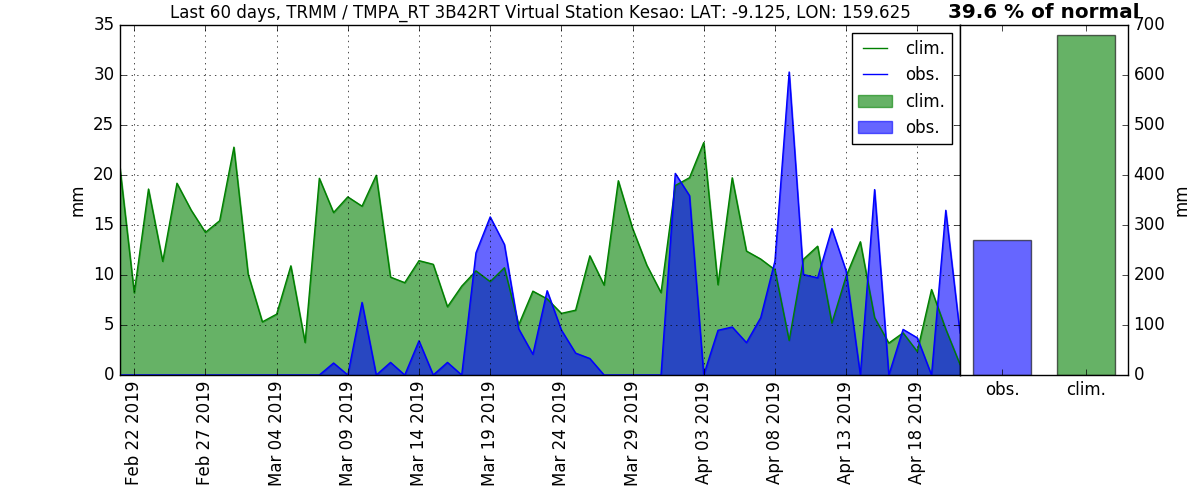 Last 60 days, TRMM / TMPA_RT 3B42RT Virtual Station Kesao: LAT: -9.125, LON: 159.625
39.6 % of normal
35
30
25
20
15
10
5
0
mm
clim.
obs.
clim.
obs.
700
600
500
400
300
200
100
0
mm
obs.
clim.
Feb 22 2019
Feb 27 2019
Mar 04 2019
Mar 09 2019
Mar 14 2019
Mar 19 2019
Mar 24 2019
Mar 29 2019
Apr 03 2019
Apr 08 2019
Apr 13 2019
Apr 18 2019